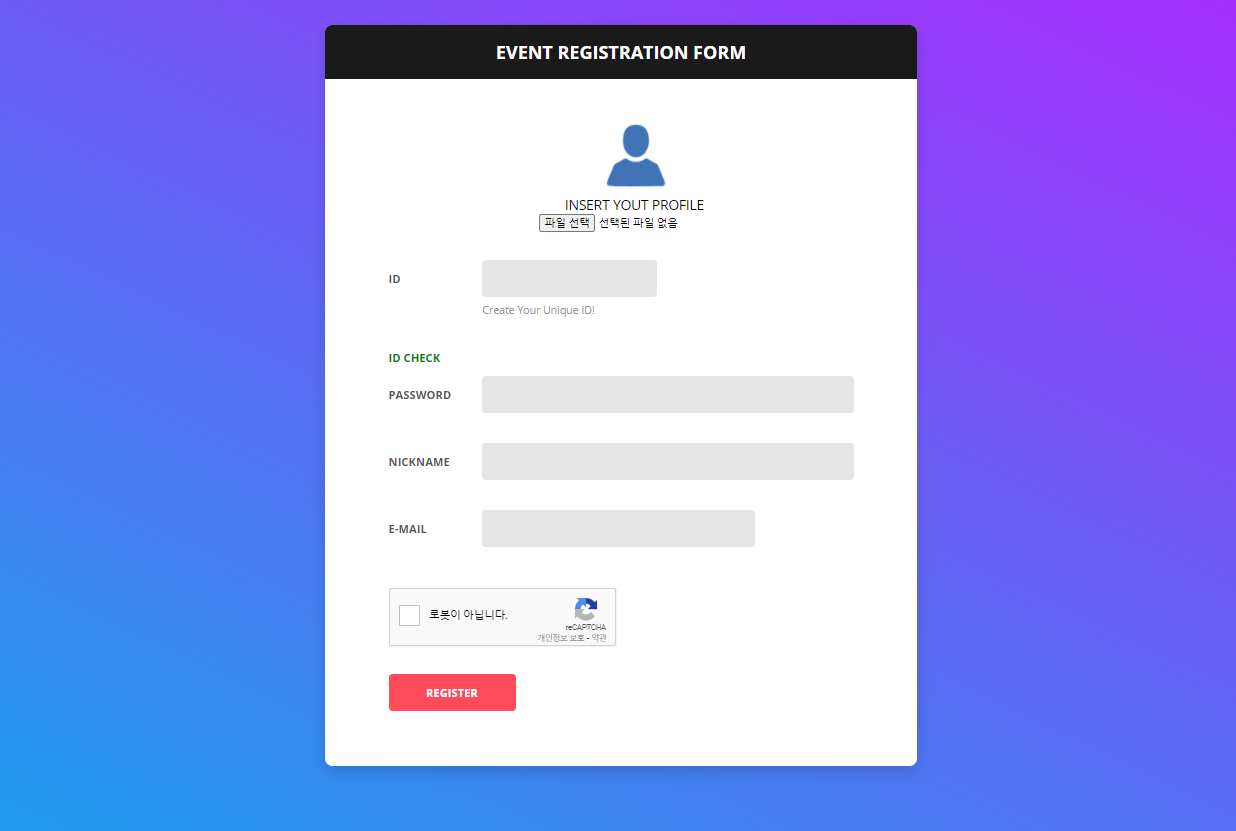 EVENT REGISTRATION FORM
INSERT YOUT PROFILE
파일 선택 선택된 파일 없음
ID
Create Your Unique ID!
ID CHECK
PASSWORD
NICKNAME
E-MAIL
로봇이 아닙니다.
reCAPTCHA
개인정보 보호 - 약관
REGISTER